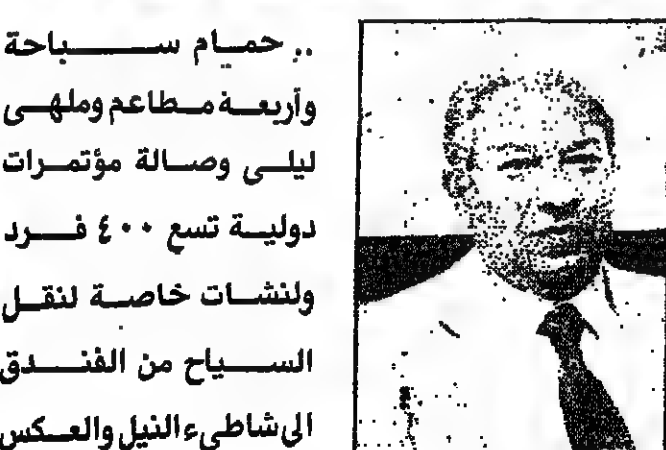 .. حمام سباحة
وأربعة مطاعم وملهى
ليلى وصالة مؤتمرات
دولية تسع ٤٠٠ فرد
ولنشات خاصة لنقل
السياح من الفندق
الى شاطىء النيل والعكس